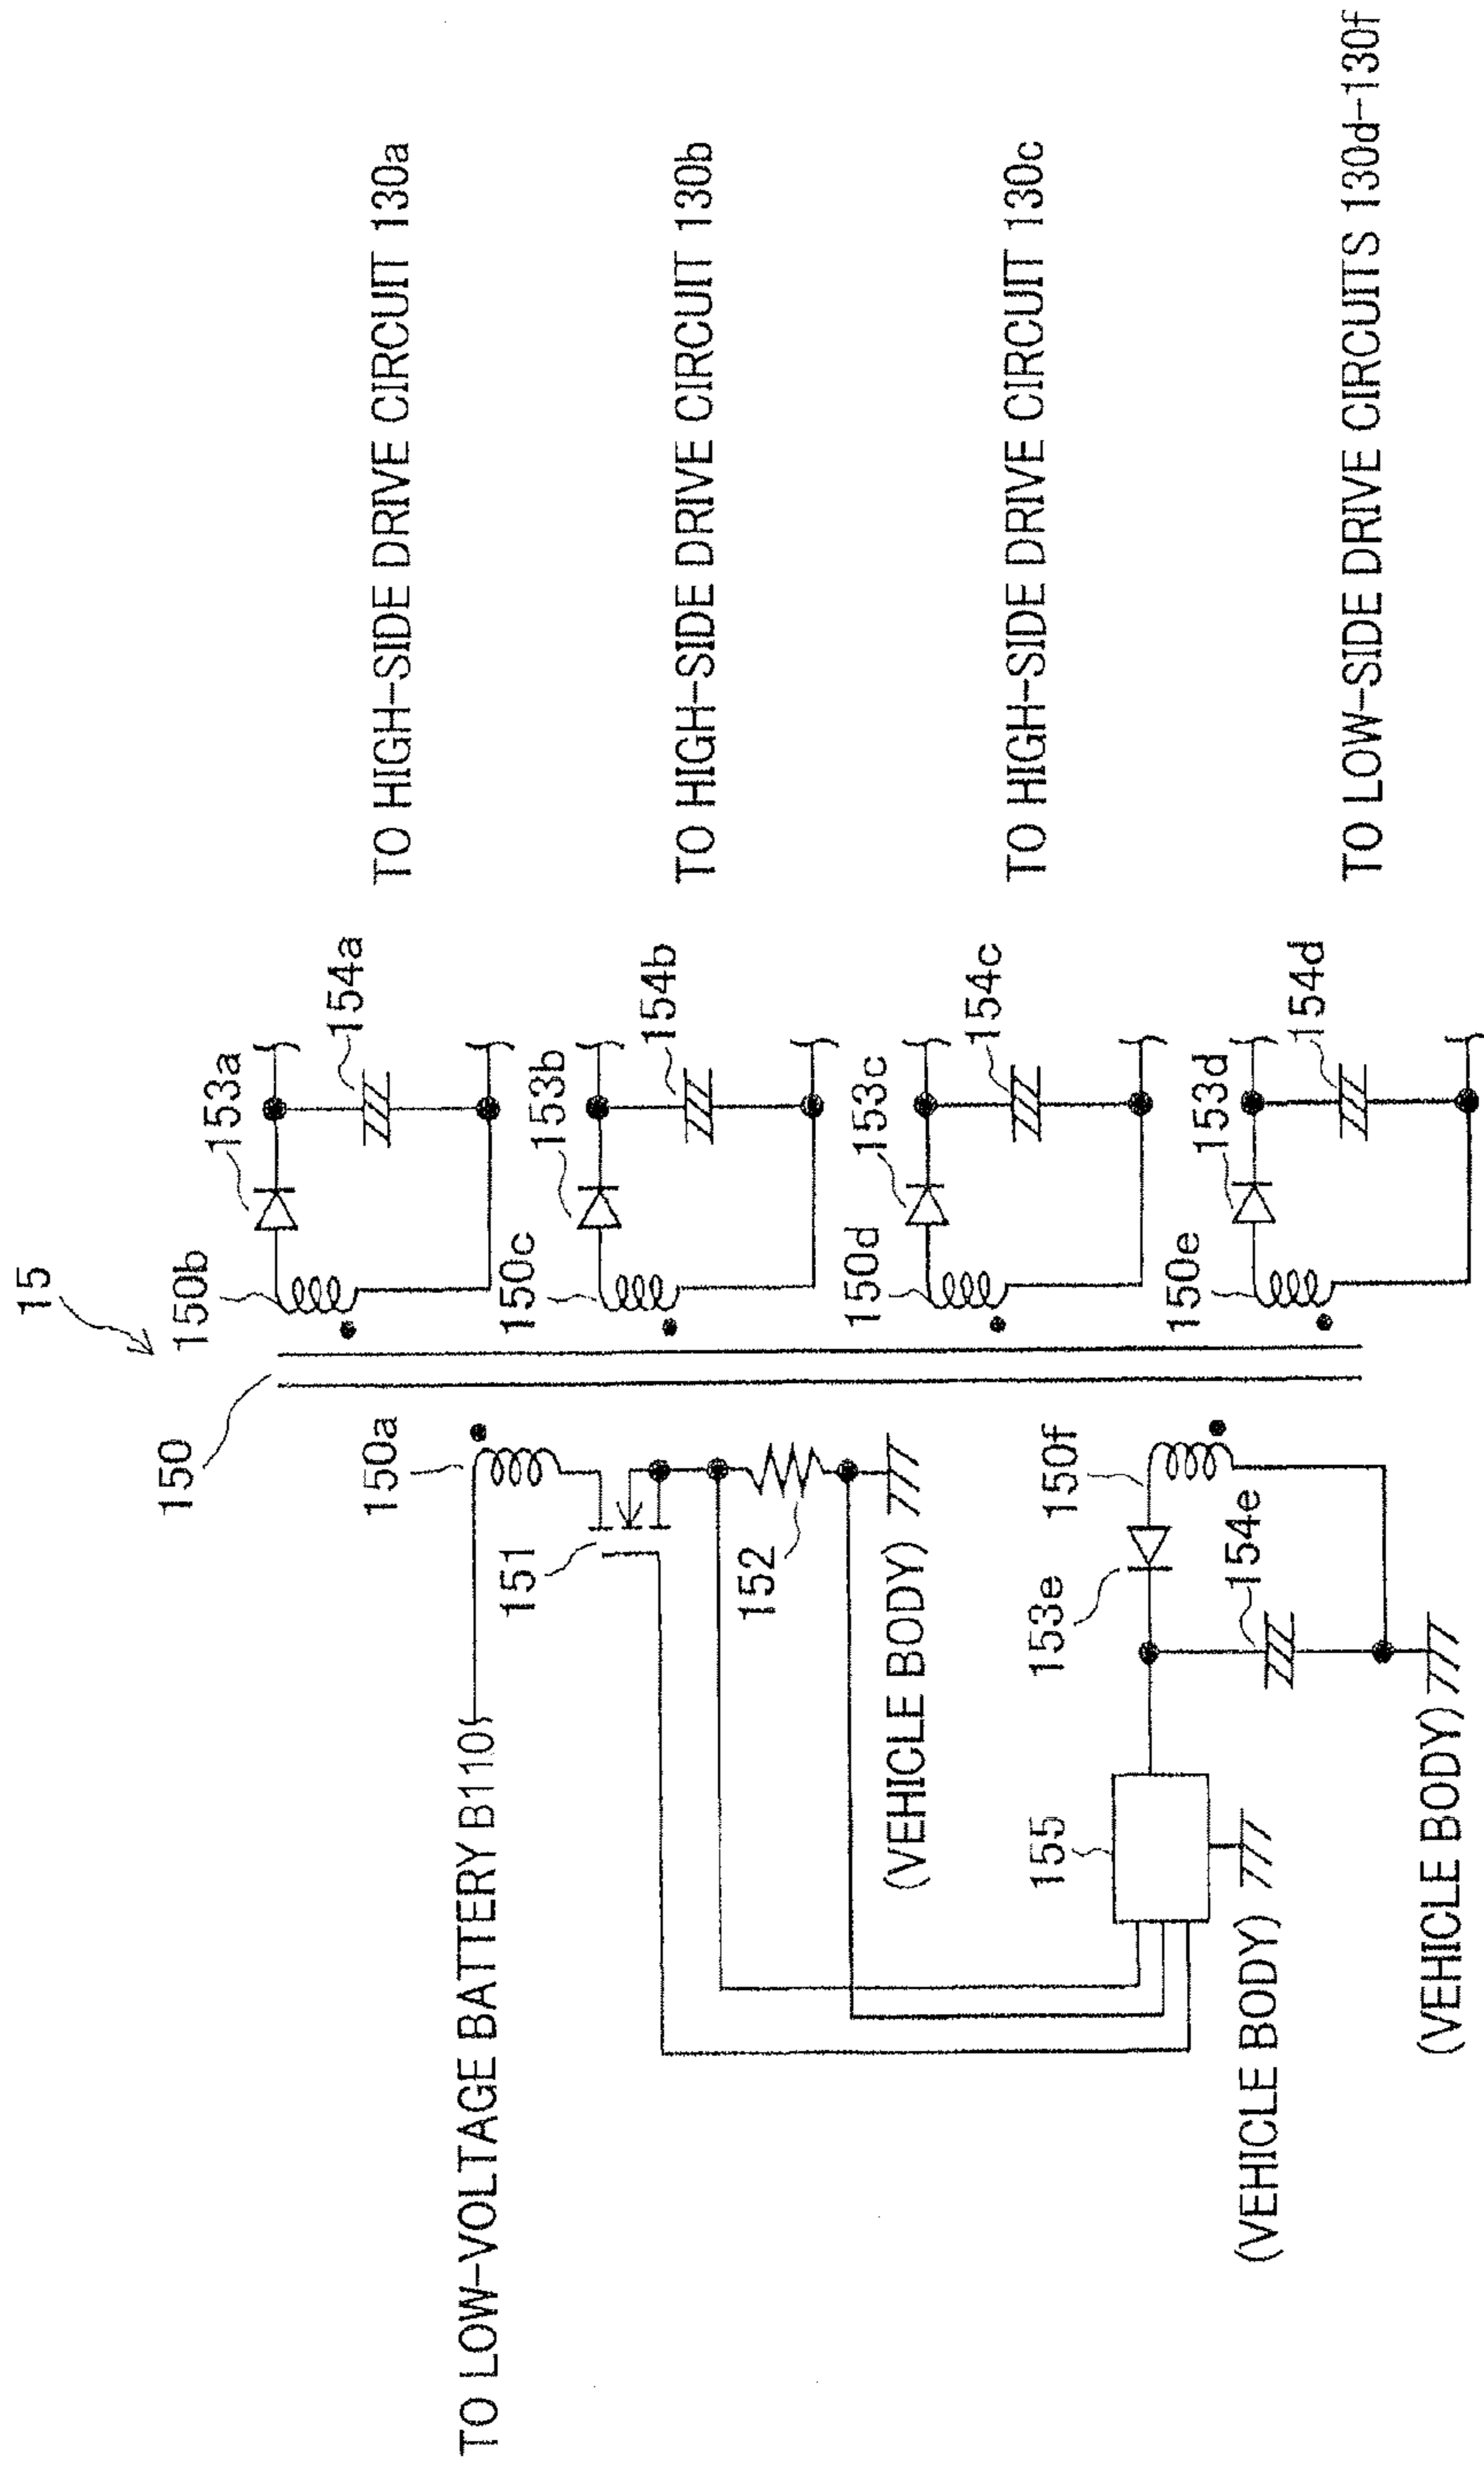 15
150
150b
153a
154a
TO HIGH-SIDE DRIVE CIRCUIT 130a
TO LOW-VOLTAGE BATTERY B110
150a
151
150c
153b
154b
TO HIGH-SIDE DRIVE CIRCUIT 130b
152
(VEHICLE BODY)
150d
153c
154c
TO HIGH-SIDE DRIVE CIRCUIT 130c
155
153e
150f
154e
150e
153d
154d
TO LOW-SIDE DRIVE CIRCUITS 130d-130f
(VEHICLE BODY)
(VEHICLE BODY)